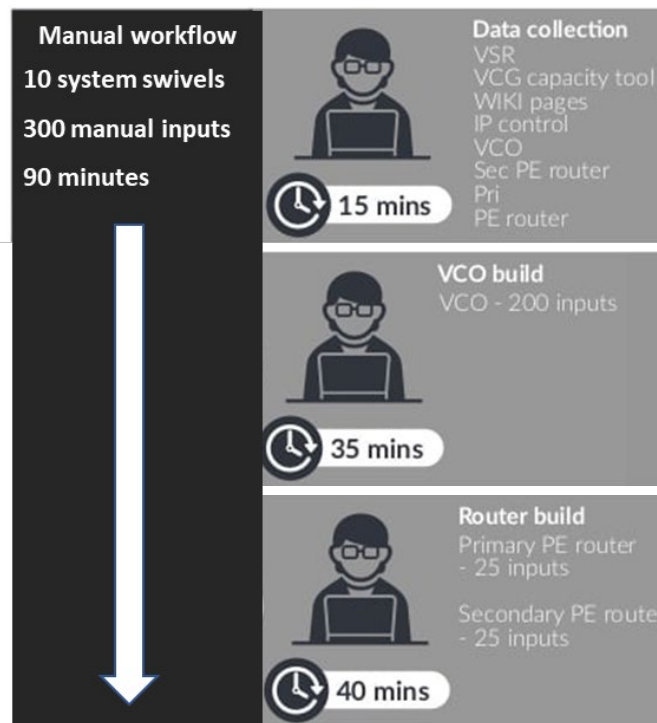 Manual workflow
10 system swivels
300 manual inputs
90 minutes
Data collection
VSR
VCG capacity tool
WIKI pages
IP control
VCO
Sec PE router
Pri
PE router
15 mins
VCO build
VCO - 200 inputs
35 mins
Router build
Primary PE router
- 25 inputs
Secondary PE route
- 25 inputs
40 mins